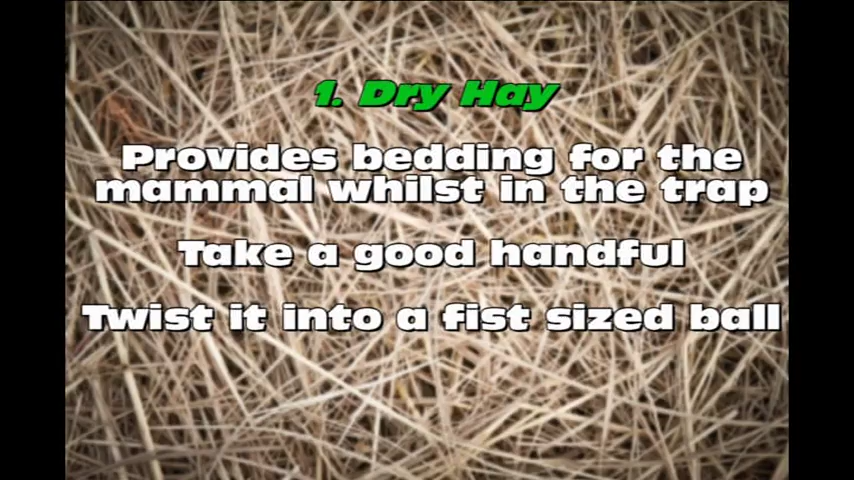 1. Dry Hay
Provides bedding for the
mammal whilst in the trap
Take a good handful
Twist it into a fist sized ball